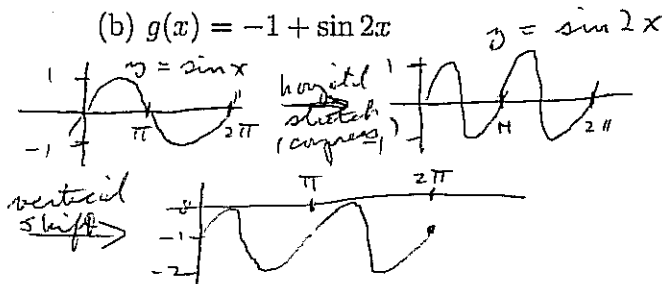 (b) g(x) = −1 + sin 2x
y = sin 2x
1
y = sin x
-1
π
2π
horizontal
stretch
(compress)
1
-1
π
2π
vertical
shift
π
2π
-1
-2